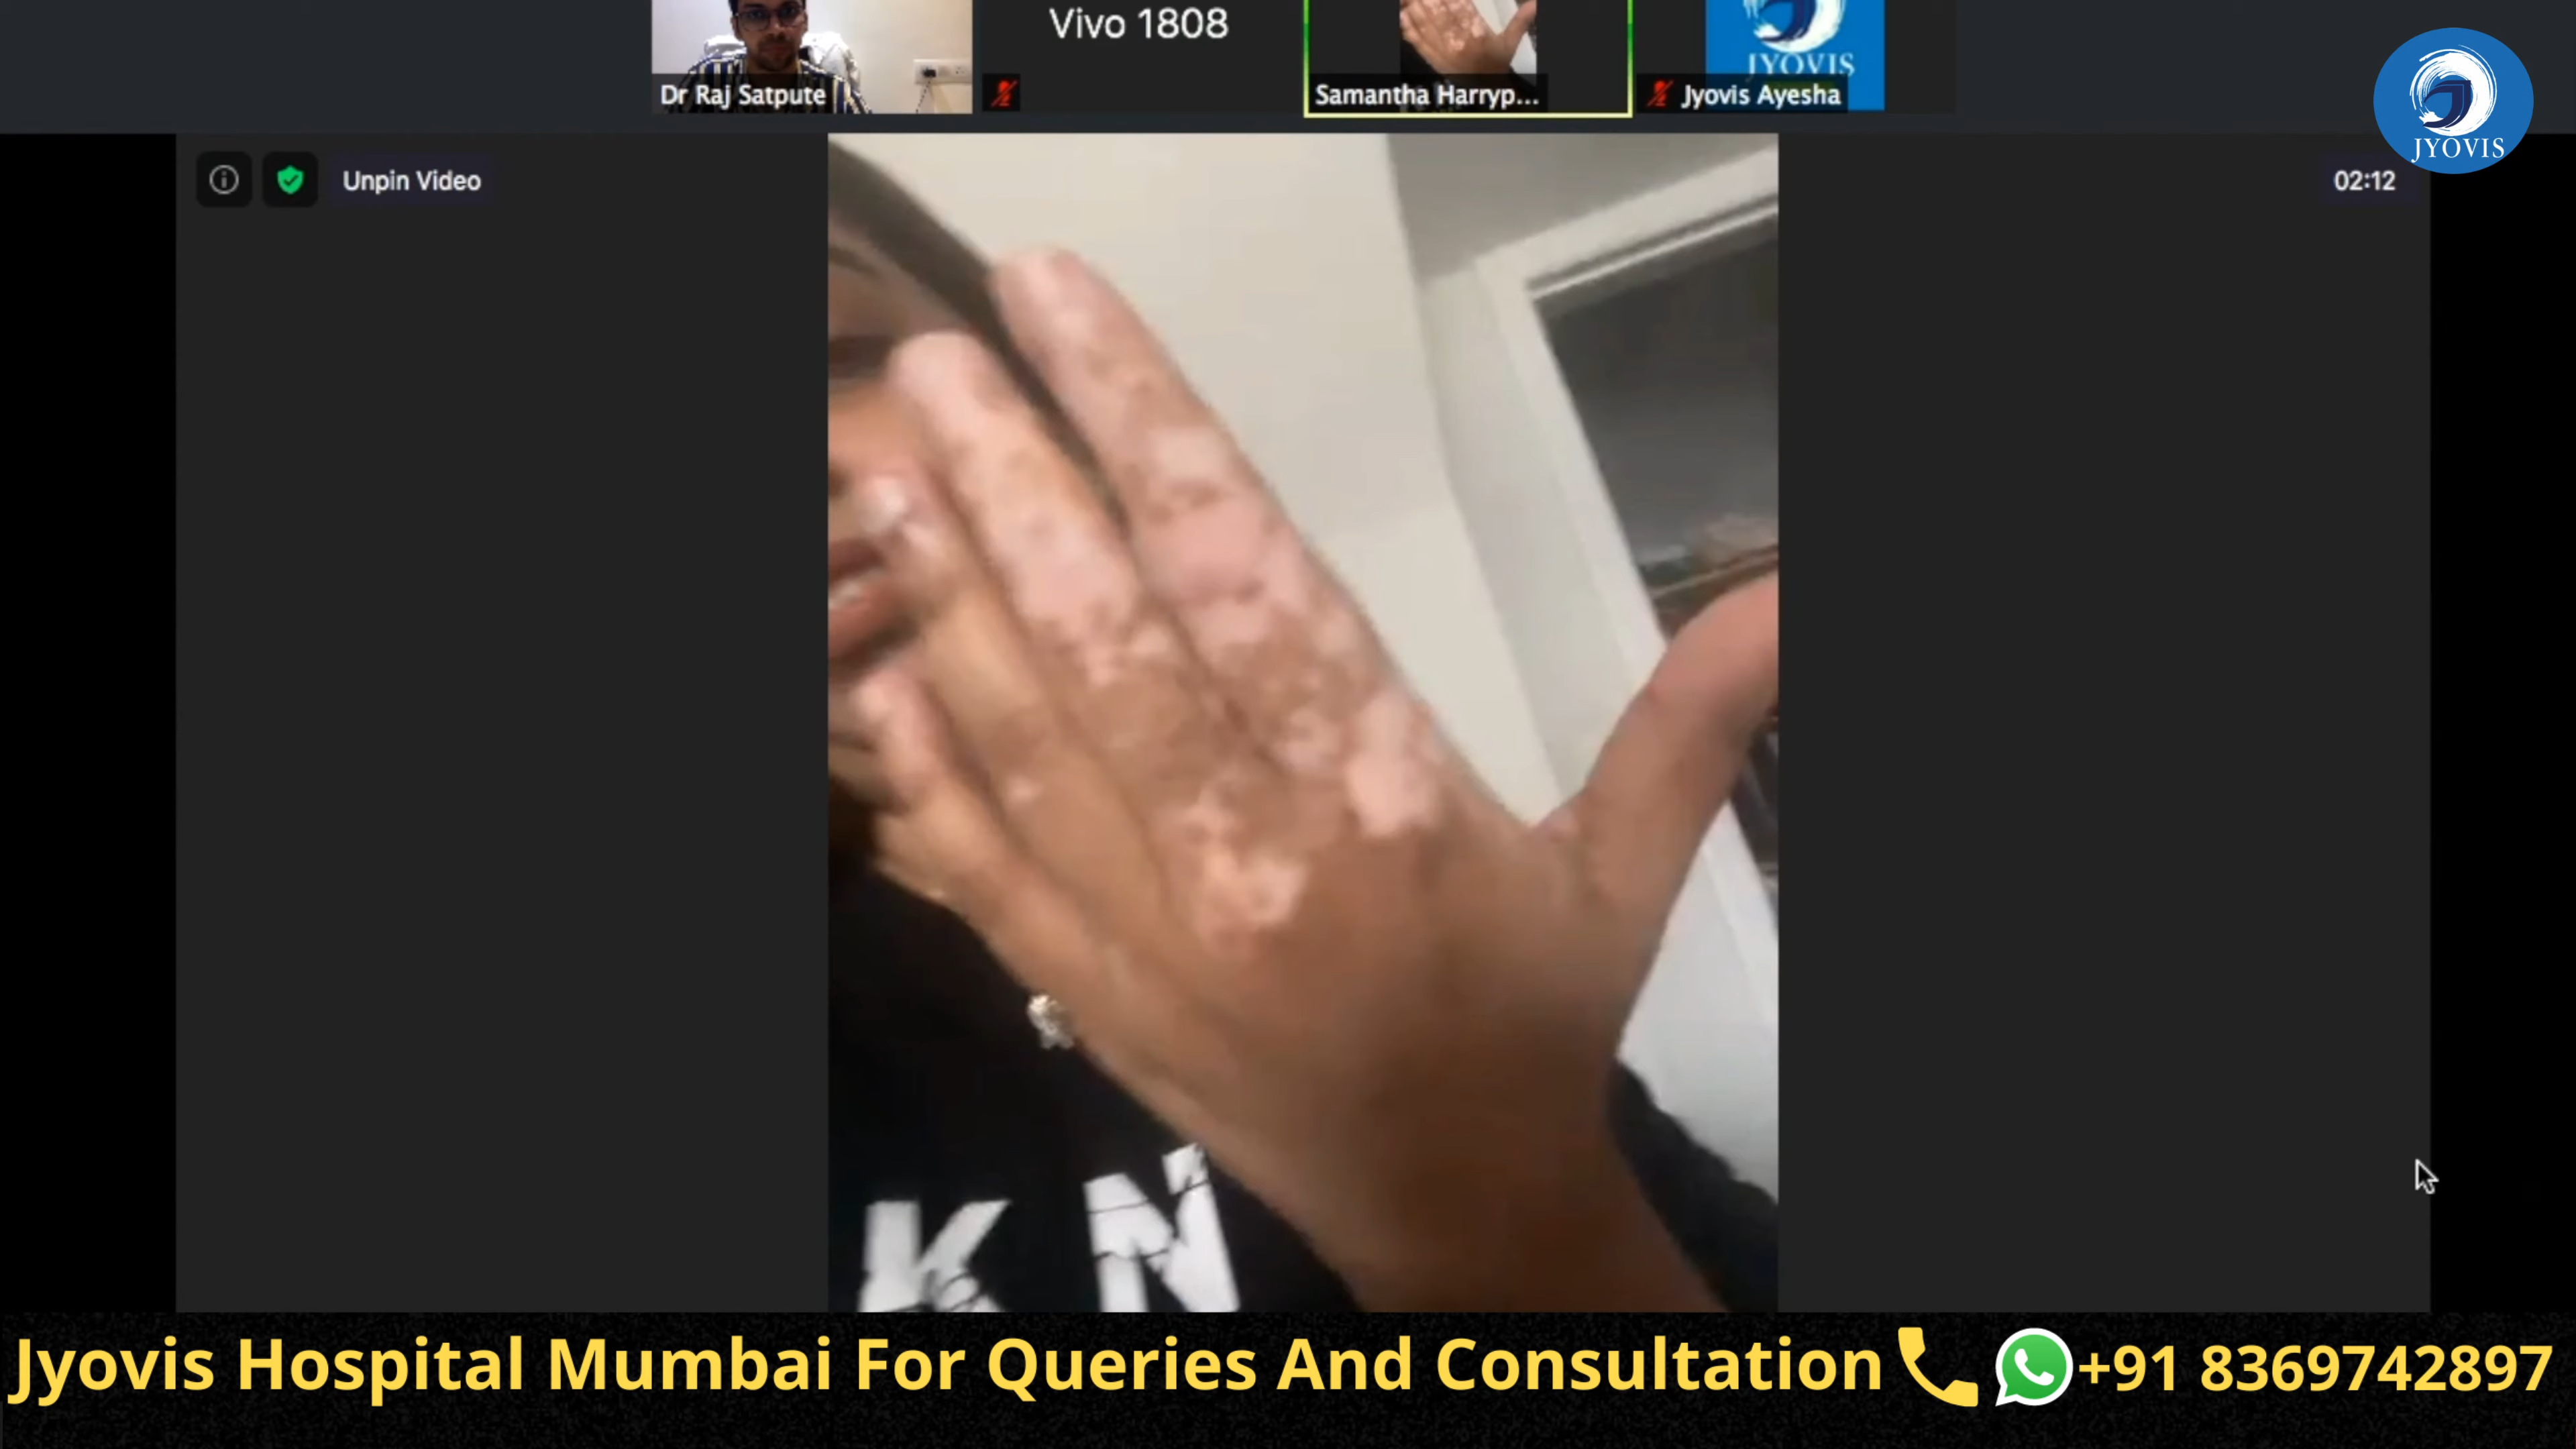 Vivo 1808
Dr Raj Satpute
Samantha Harryp...
JYOVIS
Jyovis Ayesha
JYOVIS
Unpin Video
02:12
K N
Jyovis Hospital Mumbai For Queries And Consultation +91 8369742897